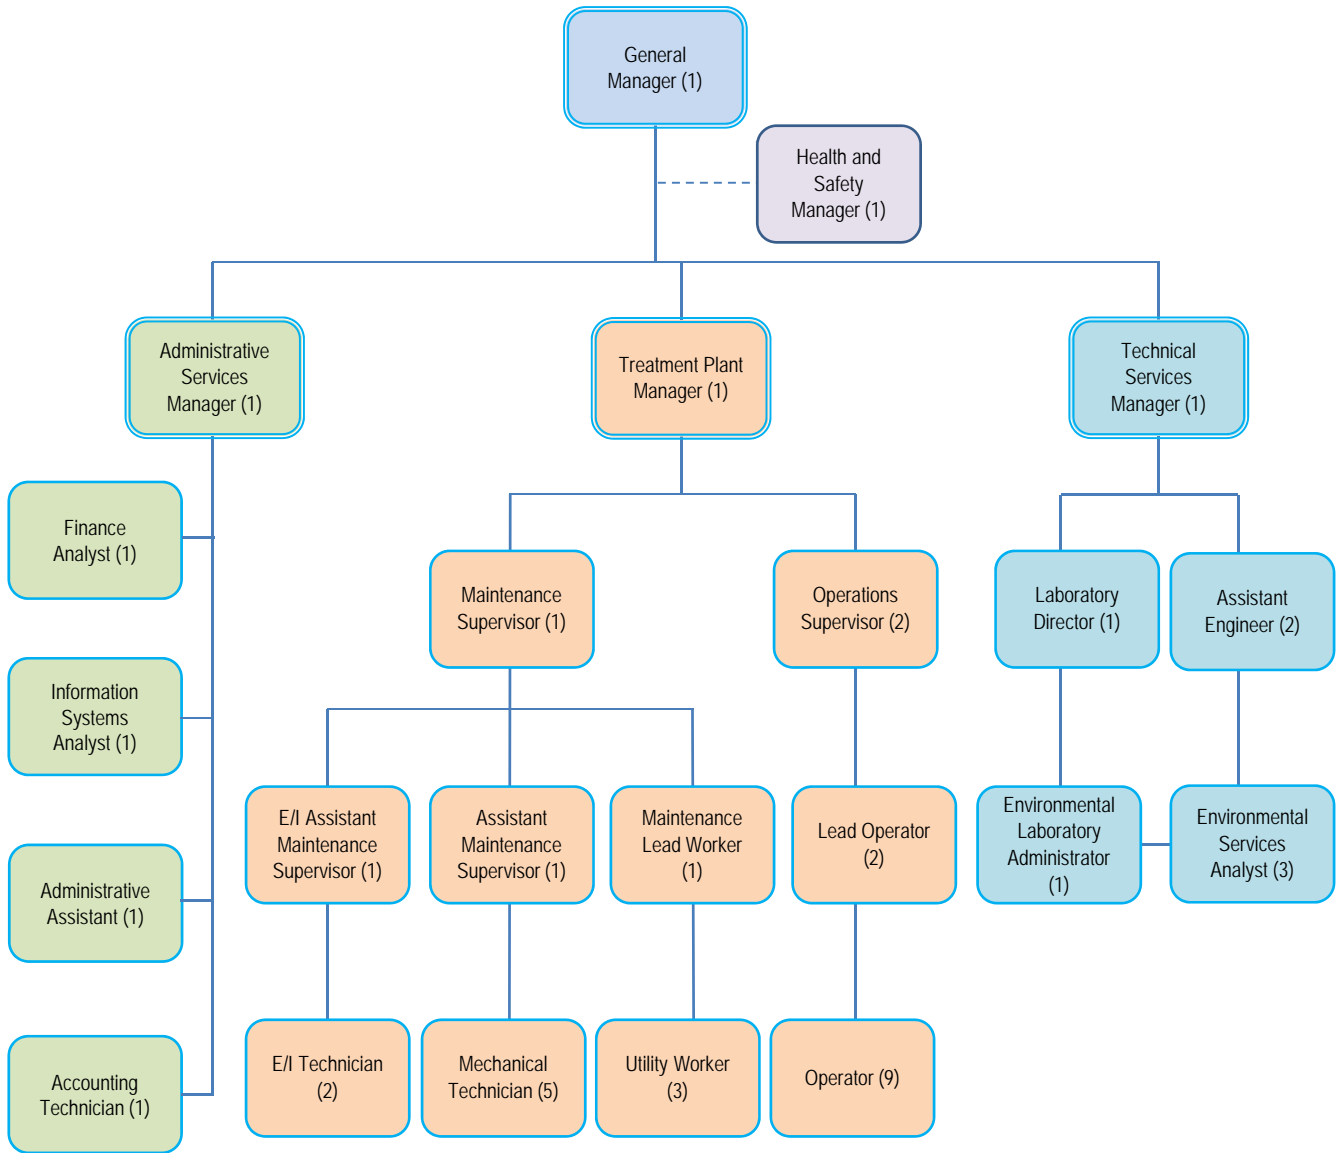 General
Manager (1)
Health and
Safety
Manager (1)
Administrative
Services
Manager (1)
Treatment Plant
Manager (1)
Technical
Services
Manager (1)
Finance
Analyst (1)
Information
Systems
Analyst (1)
Administrative
Assistant (1)
Accounting
Technician (1)
Maintenance
Supervisor (1)
Operations
Supervisor (2)
Laboratory
Director (1)
Assistant
Engineer (2)
E/I Assistant
Maintenance
Supervisor (1)
Assistant
Maintenance
Supervisor (1)
Maintenance
Lead Worker
(1)
Lead Operator
(2)
Environmental
Laboratory
Administrator
(1)
Environmental
Services
Analyst (3)
E/I Technician
(2)
Mechanical
Technician (5)
Utility Worker
(3)
Operator (9)